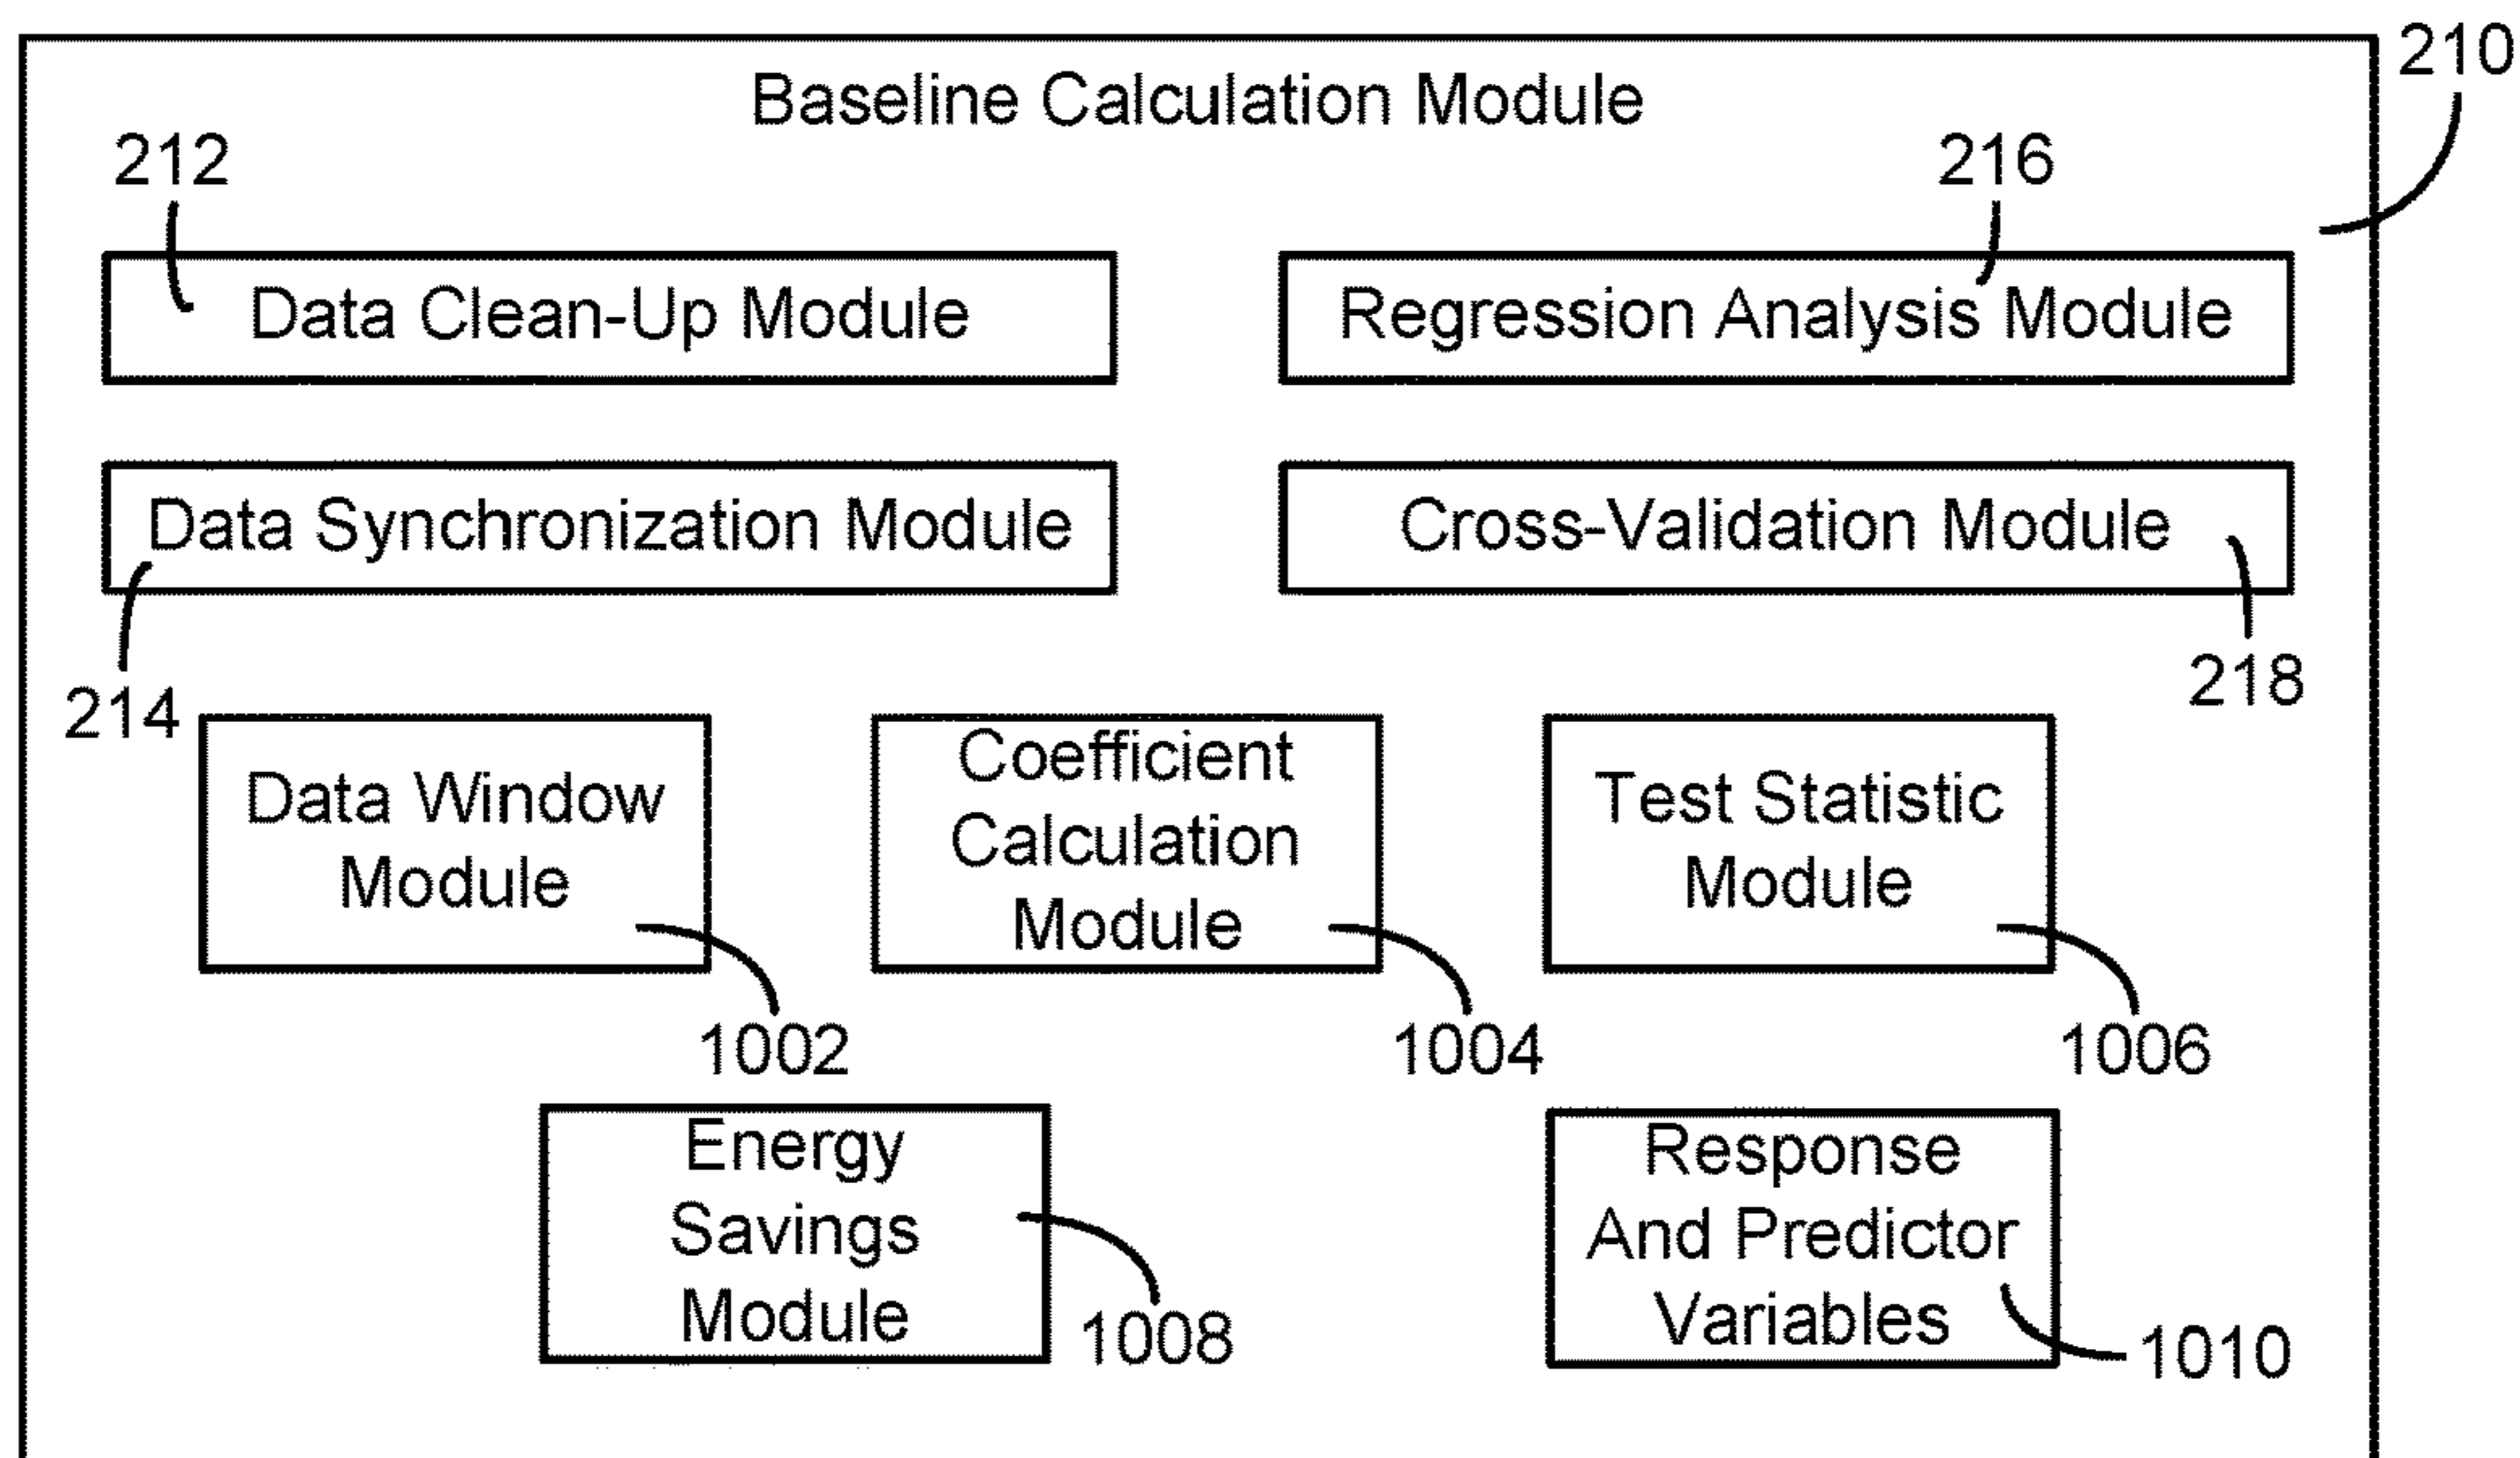 210
Baseline Calculation Module
212
216
Data Clean-Up Module
Regression Analysis Module
Data Synchronization Module
Cross-Validation Module
214
218
Data Window
Module
1002
Coefficient
Calculation
Module
1004
Test Statistic
Module
1006
Energy
Savings
Module
1008
Response
And Predictor
Variables
1010